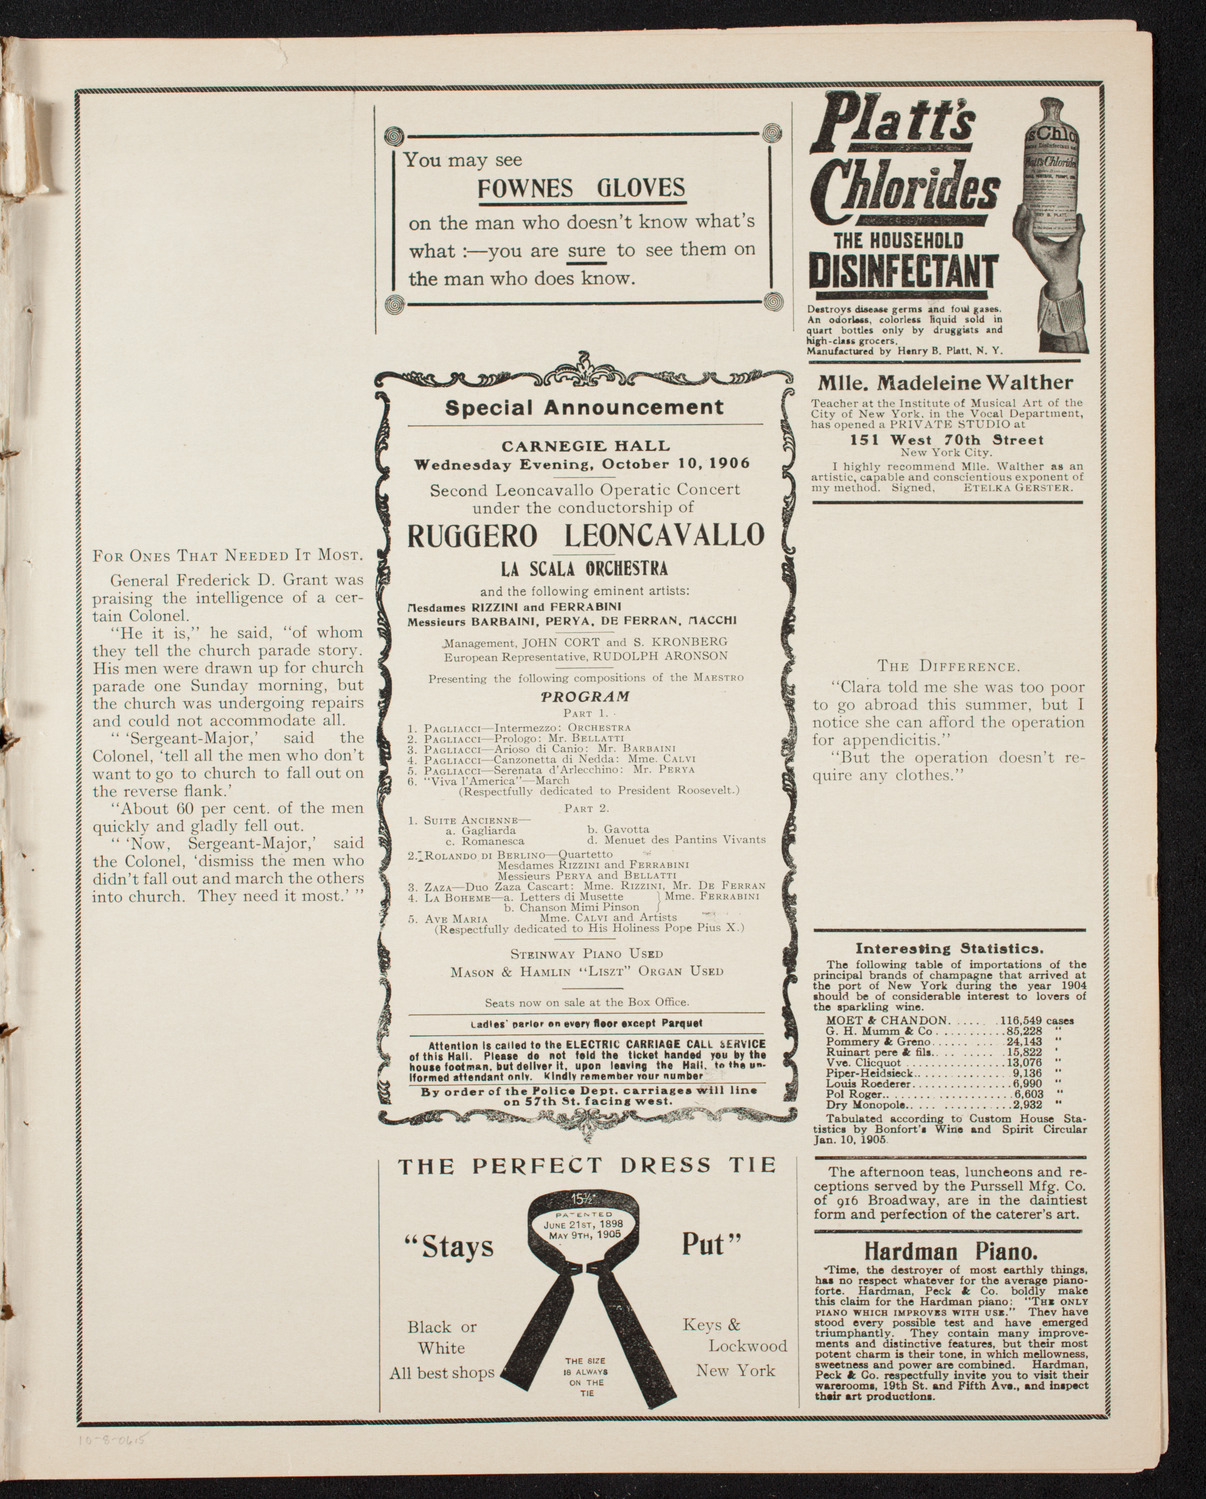 FOR ONES THAT NEEDED IT MOST.
General Frederick D. Grant was
praising the intelligence of a cer-
tain Colonel.
“He it is,” he said, “of whom
they tell the church parade story.
His men were drawn up for church
parade one Sunday morning, but
the church was undergoing repairs
and could not accommodate all.
“ ‘Sergeant-Major,’ said the
Colonel, ‘tell all the men who don’t
want to go to church to fall out on
the reverse flank.’
“About 60 per cent. of the men
quickly and gladly fell out.
“ ‘Now, Sergeant-Major,’ said
the Colonel, ‘dismiss the men who
didn’t fall out and march the others
into church. They need it most.’ ”
You may see
FOWNES GLOVES
on the man who doesn’t know what’s
what :—you are sure to see them on
the man who does know.
Special Announcement
CARNEGIE HALL
Wednesday Evening, October 10, 1906
Second Leoncavallo Operatic Concert
under the conductorship of
RUGGERO LEONCAVALLO
LA SCALA ORCHESTRA
and the following eminent artists:
Mesdames RIZZINI and FERRABINI
Messieurs BARBAINI, PERYA, DE FERRAN, MACCHI
Management, JOHN CORT and S. KRONBERG
European Representative, RUDOLPH ARONSON
Presenting the following compositions of the MAESTRO
PROGRAM
PART 1.
1. PAGLIACCI—Intermezzo: ORCHESTRA
2. PAGLIACCI—Prologo: Mr. BELLATTI
3. PAGLIACCI—Arioso di Canio: Mr. BARBAINI
4. PAGLIACCI—Canzonetta di Nedda: Mme. CALVI
5. PAGLIACCI—Serenata d’Arlecchino: Mr. PERYA
6. “Viva l’America”—March
(Respectfully dedicated to President Roosevelt.)
PART 2.
1. SUITE ANCIENNE—
a. Gagliarda b. Gavotta
c. Romanesca d. Menuet des Pantins Vivants
2. ROLANDO DI BERLINO—Quartetto
Mesdames RIZZINI and FERRABINI
Messieurs PERYA and BELLATTI
3. ZAZA—Duo Zaza Cascart: Mme. RIZZINI, Mr. DE FERRAN
4. LA BOHEME—a. Letters di Musette } Mme. FERRABINI
b. Chanson Mimi Pinson
5. AVE MARIA Mme. CALVI and Artists
(Respectfully dedicated to His Holiness Pope Pius X.)
STEINWAY PIANO USED
MASON & HAMLIN “LISZT” ORGAN USED
Seats now on sale at the Box Office.
Ladies’ parlor on every floor except Parquet
Attention is called to the ELECTRIC CARRIAGE CALL SERVICE
of this Hall. Please do not fold the ticket handed you by the
house footman, but deliver it, upon leaving the Hall, to the un-
iformed attendant only. Kindly remember your number
By order of the Police Dept. carriages will line
on 57th St. facing west.
THE PERFECT DRESS TIE
15½
PATENTED
JUNE 21ST, 1898
MAY 9TH, 1905
“Stays Put”
Black or
White
All best shops
THE SIZE
IS ALWAYS
ON THE
TIE
Keys &
Lockwood
New York
Platt’s
Chlorides
THE HOUSEHOLD
DISINFECTANT
Destroys disease germs and foul gases.
An odorless, colorless liquid sold in
quart bottles only by druggists and
high-class grocers.
Manufactured by Henry B. Platt, N. Y.
Mlle. Madeleine Walther
Teacher at the Institute of Musical Art of the
City of New York, in the Vocal Department,
has opened a PRIVATE STUDIO at
151 West 70th Street
New York City.
I highly recommend Mlle. Walther as an
artistic, capable and conscientious exponent of
my method. Signed, ETELKA GERSTER.
THE DIFFERENCE.
“Clara told me she was too poor
to go abroad this summer, but I
notice she can afford the operation
for appendicitis.”
“But the operation doesn’t re-
quire any clothes.”
Interesting Statistics.
The following table of importations of the
principal brands of champagne that arrived at
the port of New York during the year 1904
should be of considerable interest to lovers of
the sparkling wine.
MOET & CHANDON. . . . . . 116,549 cases
G. H. Mumm & Co . . . . . . . . . . 85,228 “
Pommery & Greno. . . . . . . . . . 24,143 “
Ruinart pere & fils.. . . . . . . . . 15,822 ‘
Vve. Clicquot . . . . . . . . . . . . . 13,076 “
Piper-Heidsieck.. . . . . . . . . . . . 9,136 “
Louis Roederer. . . . . . . . . . . . . 6,990 “
Pol Roger.. . . . . . . . . . . . . . . . 6,603 “
Dry Monopole.. . . . . . . . . . . . . 2,932 “
Tabulated according to Custom House Sta-
tistics by Bonfort’s Wine and Spirit Circular
Jan. 10, 1905.
The afternoon teas, luncheons and re-
ceptions served by the Purssell Mfg. Co.
of 916 Broadway, are in the daintiest
form and perfection of the caterer’s art.
Hardman Piano.
Time, the destroyer of most earthly things,
has no respect whatever for the average piano-
forte. Hardman, Peck & Co. boldly make
this claim for the Hardman piano: “THE ONLY
PIANO WHICH IMPROVES WITH USE.” They have
stood every possible test and have emerged
triumphantly. They contain many improve-
ments and distinctive features, but their most
potent charm is their tone, in which mellowness,
sweetness and power are combined. Hardman,
Peck & Co. respectfully invite you to visit their
warerooms, 19th St. and Fifth Ave., and inspect
their art productions.
10-8-06.5